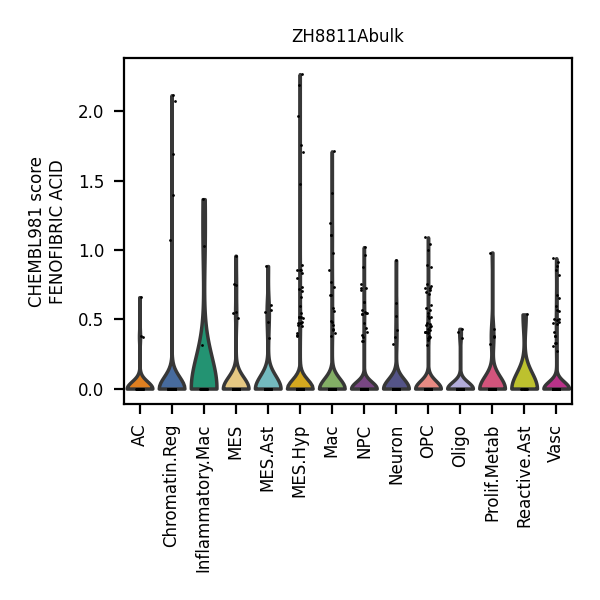 ZH8811Abulk
CHEMBL981 score
FENOFIBRIC ACID
2.0
1.5
1.0
0.5
0.0
AC
Chromatin.Reg
Inflammatory.Mac
MES
MES.Ast
MES.Hyp
Mac
NPC
Neuron
OPC
Oligo
Prolif.Metab
Reactive.Ast
Vasc